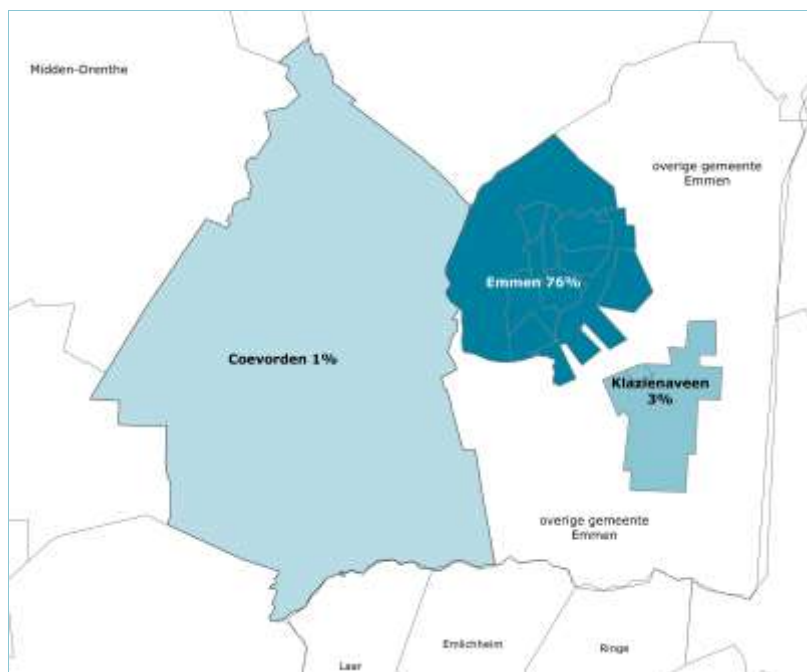 Midden-Drenthe
overige gemeente
Emmen
Emmen 76%
Coevorden 1%
Klazienaveen
3%
overige gemeente
Emmen
Emlichheim
Ringe
Laar